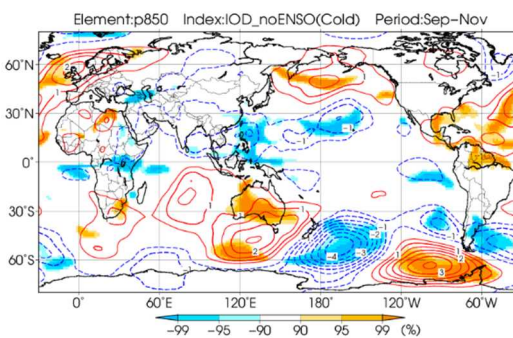 Element:p850 Index:IOD_noENSO(Cold) Period:Sep-Nov
60°N
30°N
0°
30°S
60°S
0° 60°E 120°E 180° 120°W 60°W
-99 -95 -90 90 95 99 (%)